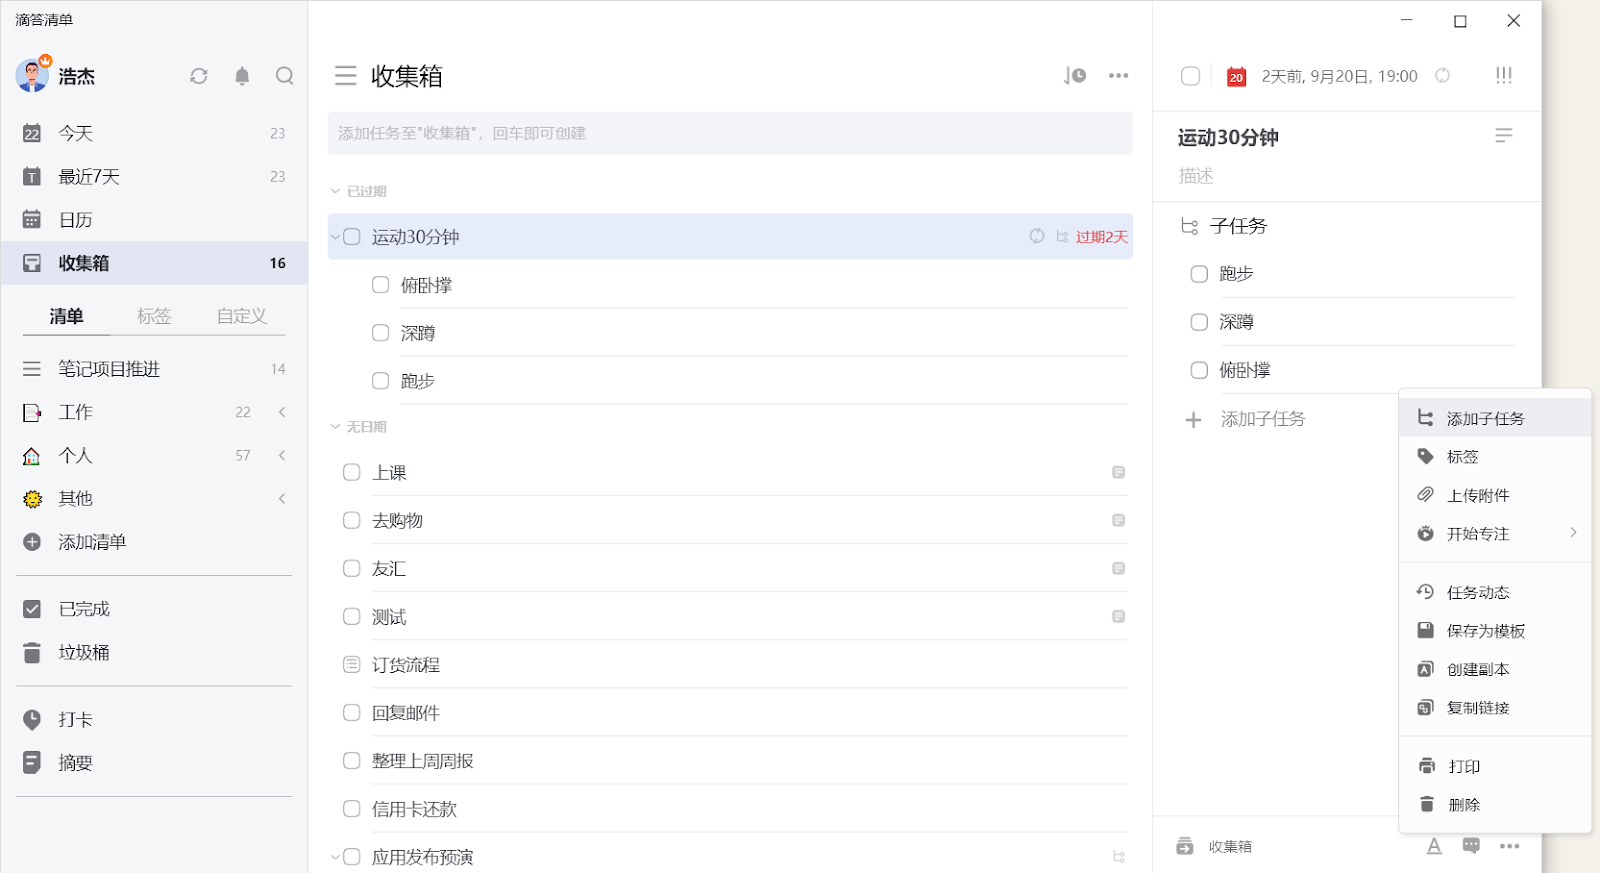 滴答清单
浩杰
22 今天 23
T 最近7天 23
日历
收集箱 16
清单 标签 自定义
笔记项目推进 14
工作 22
个人 57
其他
添加清单
已完成
垃圾桶
打卡
摘要
收集箱
添加任务至"收集箱"，回车即可创建
已过期
运动30分钟 过期2天
俯卧撑
深蹲
跑步
无日期
上课
去购物
友汇
测试
订货流程
回复邮件
整理上周周报
信用卡还款
应用发布预演
20 2天前, 9月20日, 19:00 !!!
运动30分钟
描述
子任务
跑步
深蹲
俯卧撑
添加子任务
添加子任务
标签
上传附件
开始专注
任务动态
保存为模板
创建副本
复制链接
打印
删除
收集箱 A